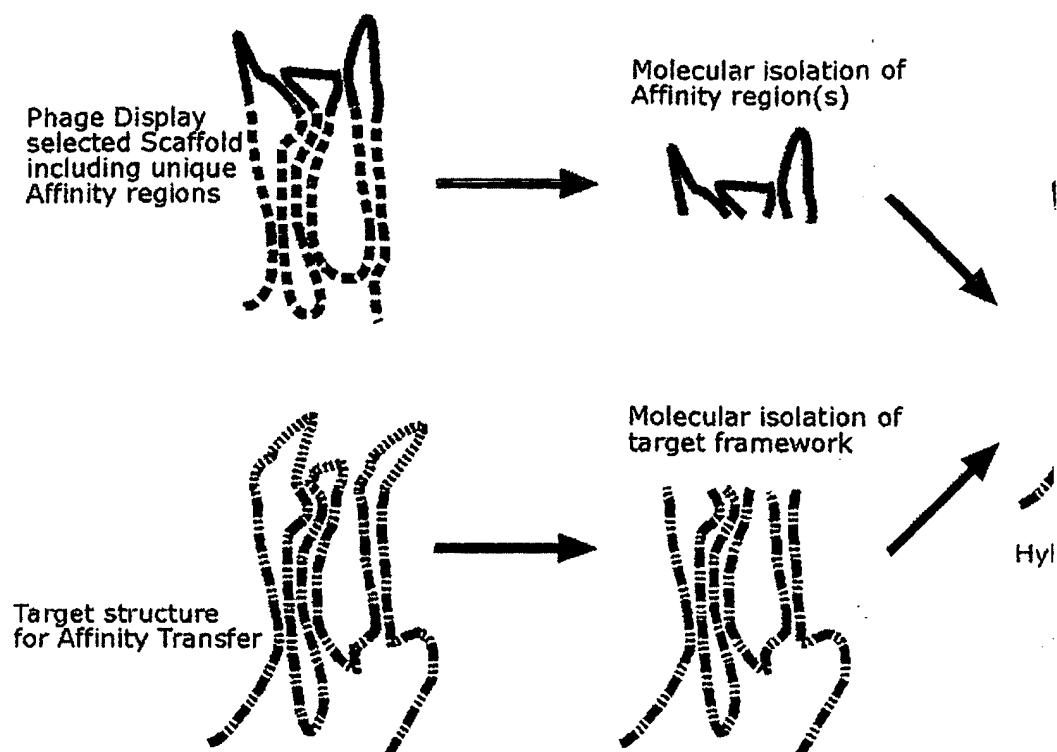 Phage Display
selected Scaffold
including unique
Affinity regions
Molecular isolation of
Affinity region(s)
Target structure
for Affinity Transfer
Molecular isolation of
target framework